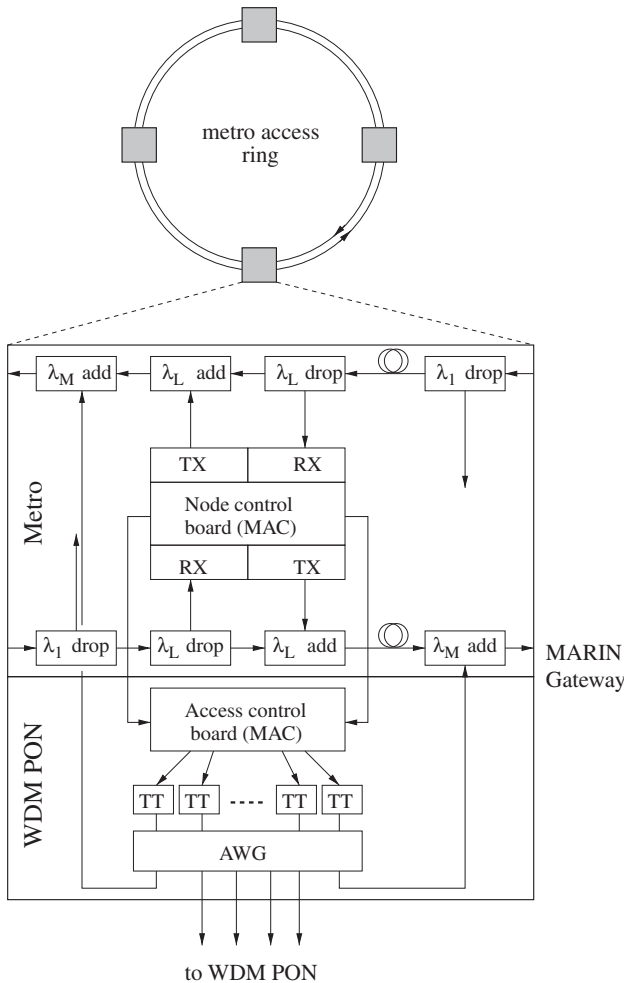 metro access
ring
λM add
λL add
λL drop
λ1 drop
TX
RX
Metro
Node control
board (MAC)
RX
TX
λ1 drop
λL drop
λL add
λM add
MARIN
Gateway
WDM PON
Access control
board (MAC)
TT
TT
TT
TT
AWG
to WDM PON